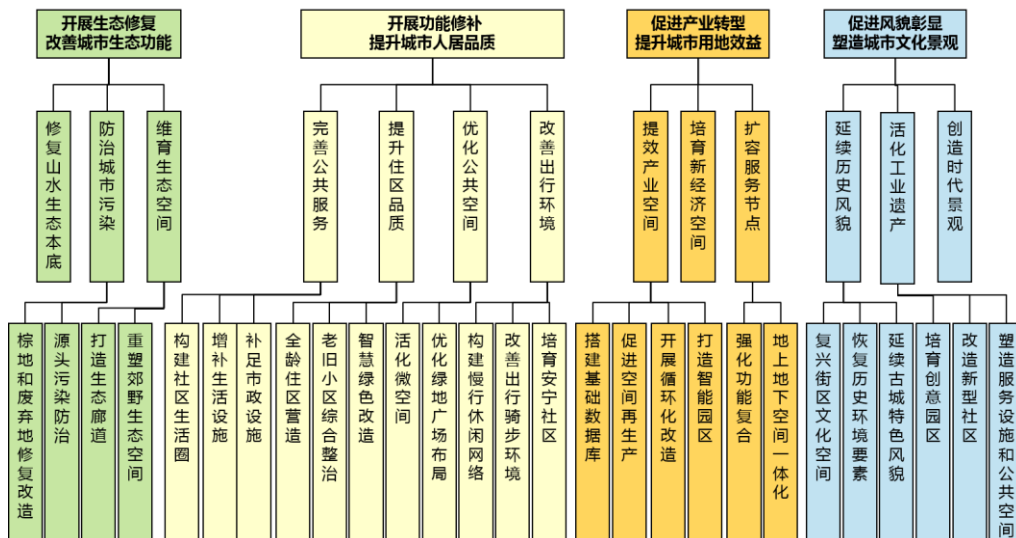 开展生态修复
改善城市生态功能
开展功能修补
提升城市人居品质
促进产业转型
提升城市用地效益
促进风貌彰显
塑造城市文化景观
修复山水生态本底
防治城市污染
维育生态空间
完善公共服务
提升住区品质
优化公共空间
改善出行环境
提效产业空间
培育新经济空间
扩容服务节点
延续历史风貌
活化工业遗产
创造时代景观
棕地和废弃地修复改造
源头污染防治
打造生态廊道
重塑郊野生态空间
构建社区生活圈
增补生活设施
补足市政设施
全龄住区营造
老旧小区综合整治
智慧绿色改造
活化微空间
优化绿地广场布局
构建慢行休闲网络
改善出行骑步环境
培育安宁社区
搭建基础数据库
促进空间再生产
开展循环化改造
打造智能园区
强化功能复合
地上地下空间一体化
复兴街区文化空间
恢复历史环境要素
延续古城特色风貌
培育创意园区
改造新型社区
塑造服务设施和公共空间